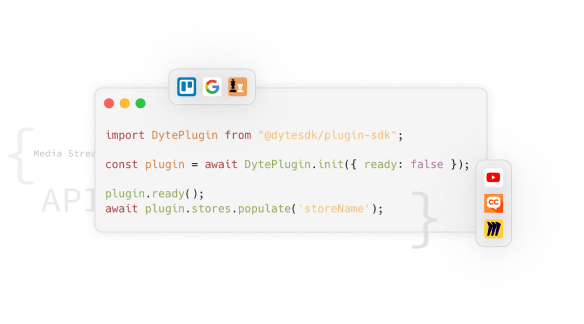 import DytePlugin from "@dytesdk/plugin-sdk";
const plugin = await DytePlugin.init({ ready: false });
plugin.ready();
await plugin.stores.populate('storeName');
{
Media Strea
API
}
CC